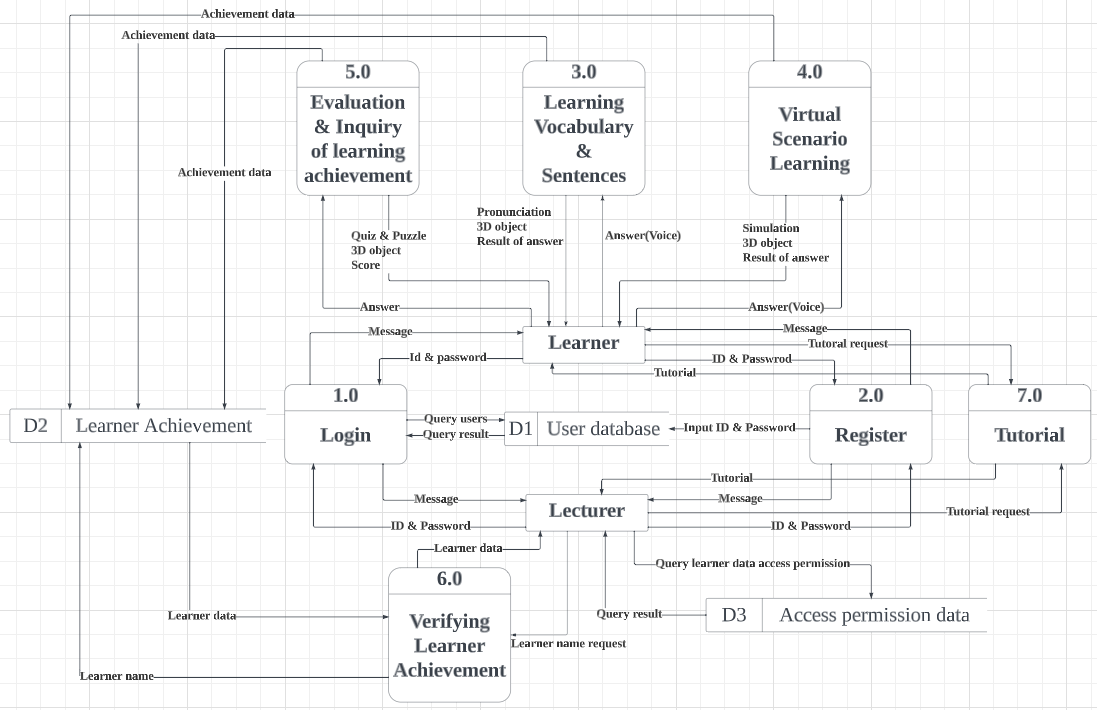 Achievement data
Achievement data
5.0
3.0
4.0
Evaluation
& Inquiry
of learning
achievement
Learning
Vocabulary
&
Sentences
Virtual
Scenario
Learning
Achievement data
Quiz & Puzzle
3D object
Score
Pronunciation
3D object
Result of answer
Answer(Voice)
Simulation
3D object
Result of answer
Answer
Answer(Voice)
Message
Learner
Message
Tutoral request
Id & password
ID & Passwrod
Tutorial
1.0
2.0
7.0
D2
Learner Achievement
Login
Query users
Query result
D1
User database
Input ID & Password
Register
Tutorial
Tutorial
Message
Lecturer
Message
Tutorial request
ID & Password
ID & Password
Learner data
Query learner data access permission
6.0
Verifying
Learner
Achievement
Learner data
Query result
D3
Access permission data
Learner name request
Learner name